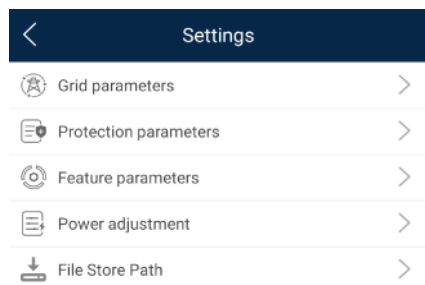 Settings
Grid parameters
Protection parameters
Feature parameters
Power adjustment
File Store Path